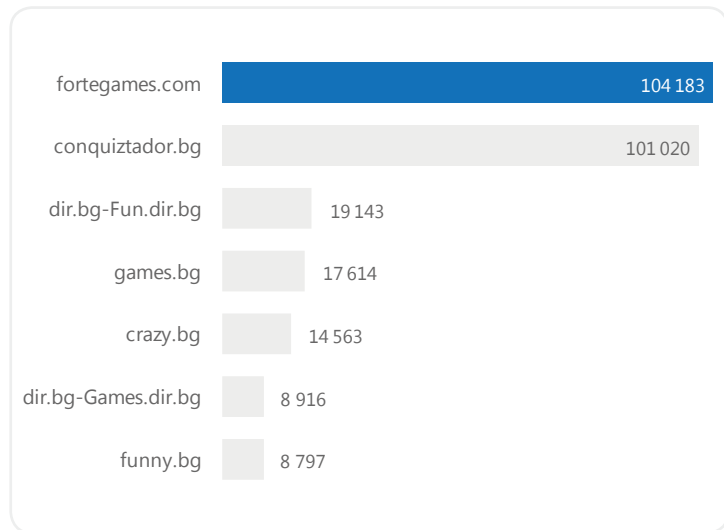 fortegames.com 104 183
conquiztador.bg 101 020
dir.bg-Fun.dir.bg 19 143
games.bg 17 614
crazy.bg 14 563
dir.bg-Games.dir.bg 8 916
funny.bg 8 797